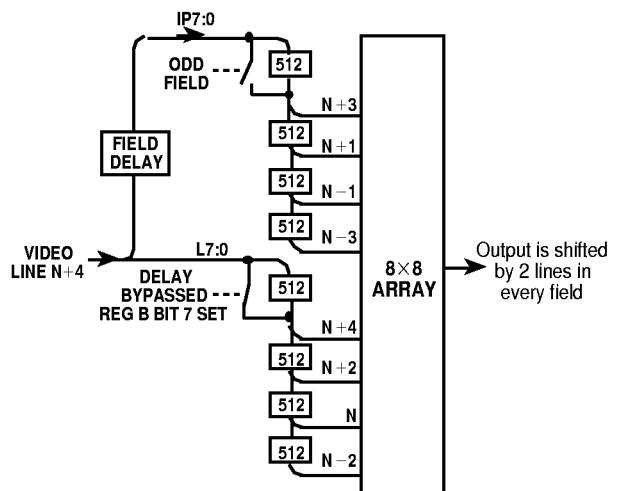 IP7:0
ODD
FIELD
512
N+3
512
N+1
FIELD
DELAY
512
N−1
512
N−3
VIDEO
LINE N+4
L7:0
8×8
ARRAY
Output is shifted
by 2 lines in
every field
DELAY
BYPASSED
REG B BIT 7 SET
512
N+4
512
N+2
512
N
512
N−2